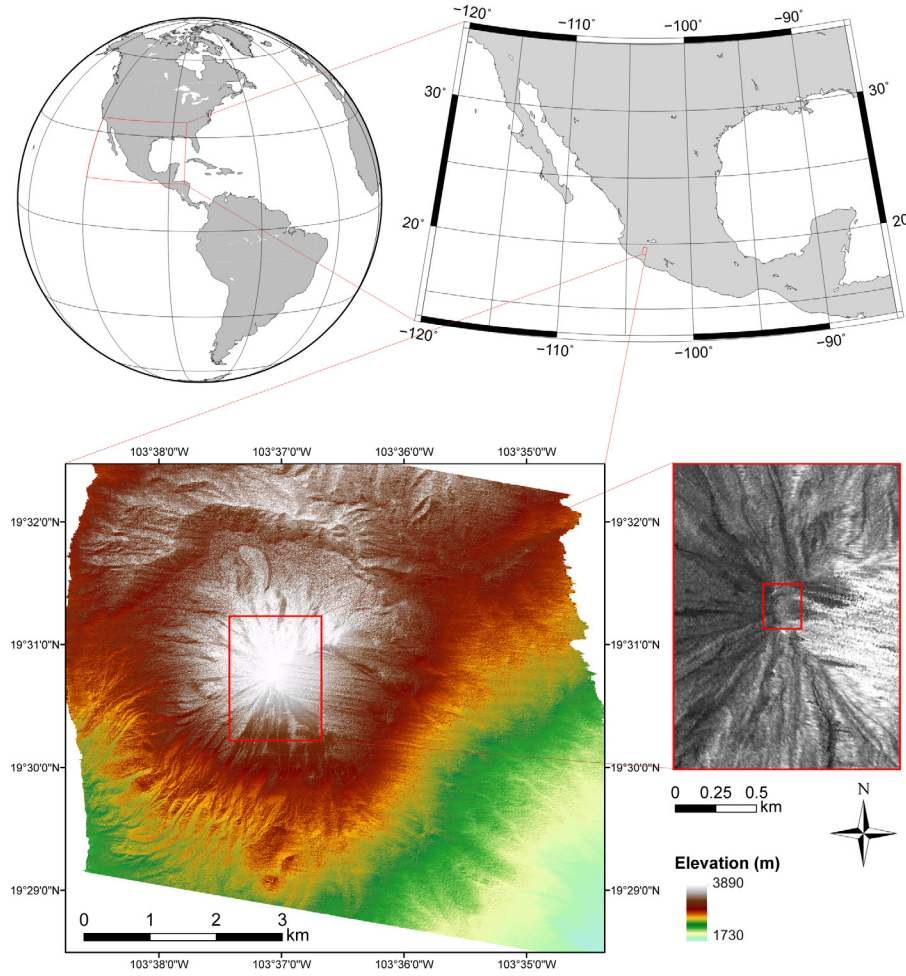 −120˚
−110˚
−100˚
−90˚
30˚
30˚
20˚
20˚
−120˚
−110˚
−100˚
−90˚
103°38'0"W
103°37'0"W
103°36'0"W
103°35'0"W
19°32'0"N
19°32'0"N
19°31'0"N
19°31'0"N
19°30'0"N
19°30'0"N
19°29'0"N
19°29'0"N
0 1 2 3
km
103°38'0"W
103°37'0"W
103°36'0"W
103°35'0"W
0 0.25 0.5
km
N
Elevation (m)
3890
1730